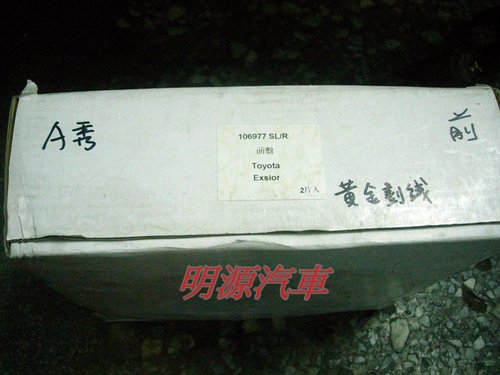 A秀
106977 SL/R
前盤
Toyota
Exsior
2片入
前
黃金劃线
明源汽車